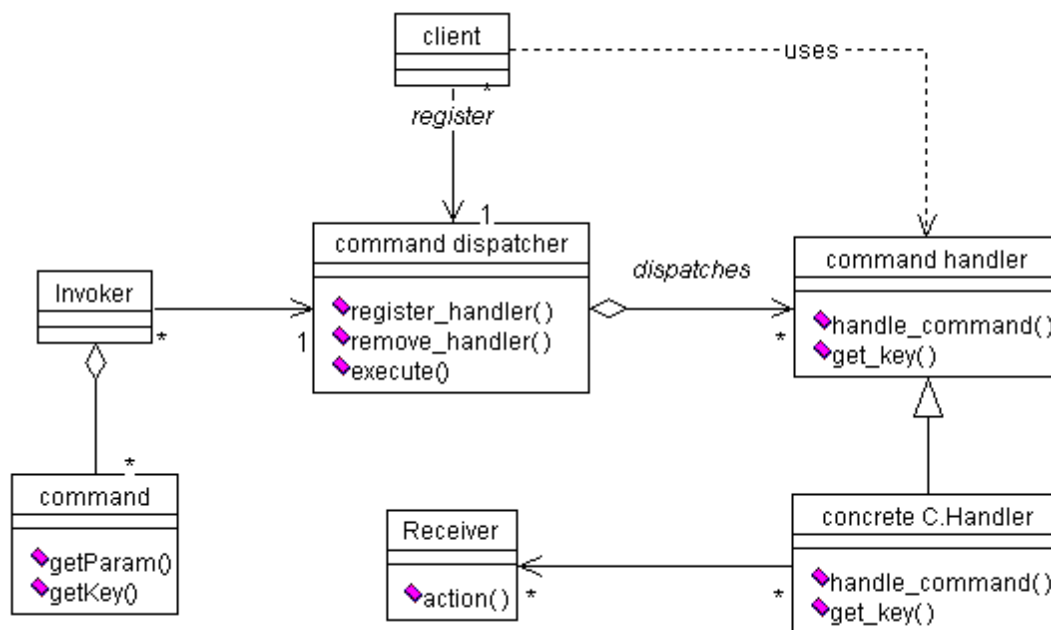 client
*
uses
register
1
command dispatcher
register_handler()
remove_handler()
execute()
dispatches
*
command handler
handle_command()
get_key()
Invoker
*
1
*
command
getParam()
getKey()
Receiver
action()
*
*
concrete C.Handler
handle_command()
get_key()